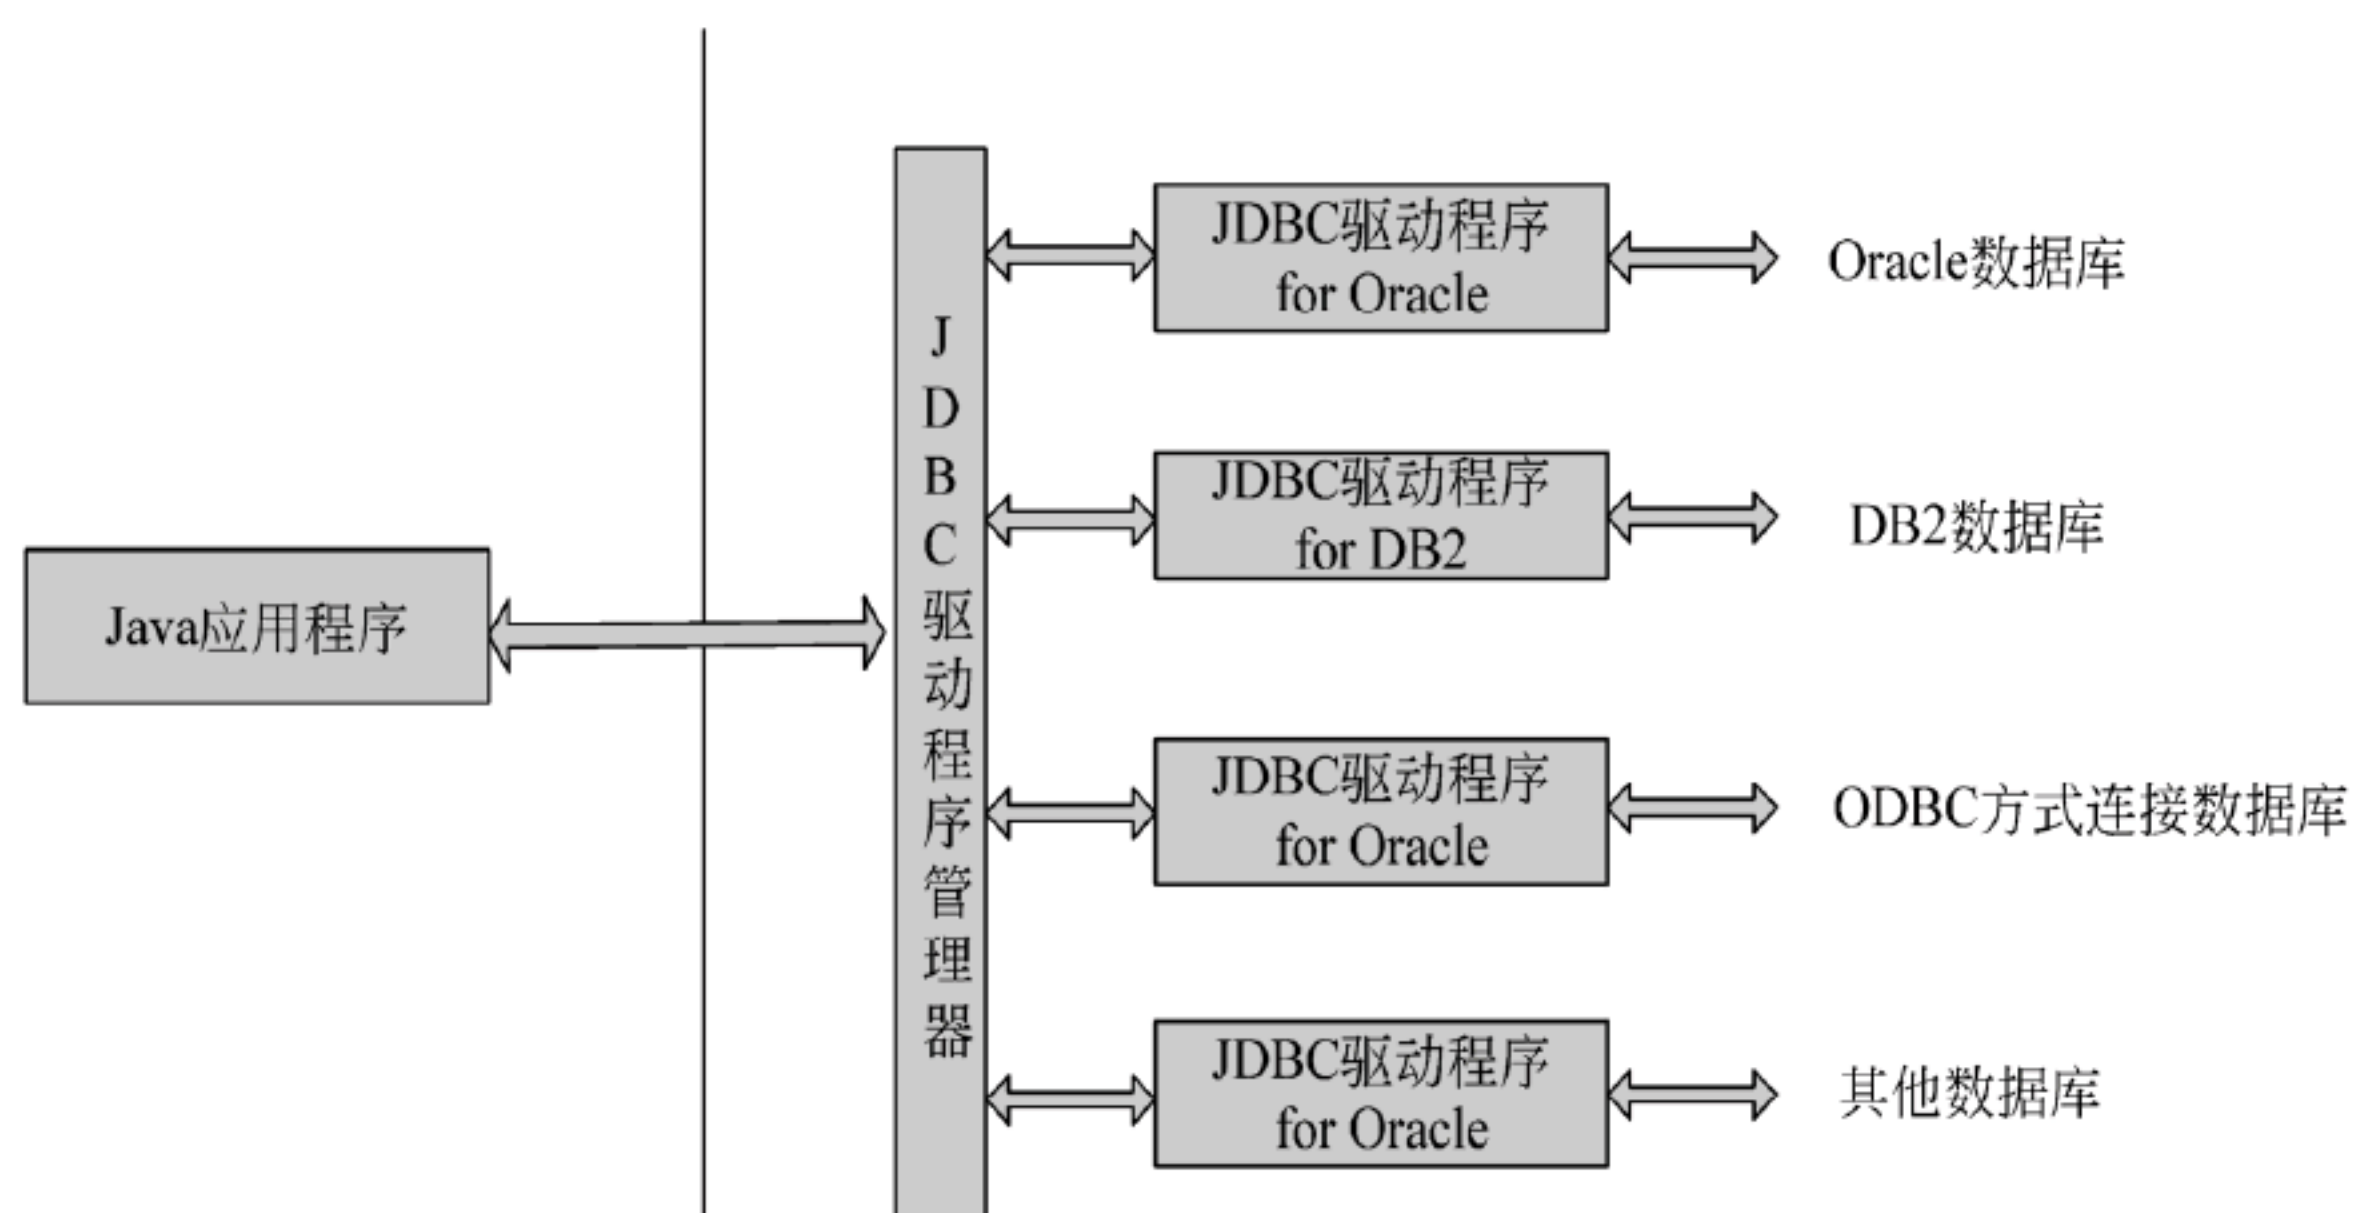 Java应用程序
JDBC驱动程序管理器
JDBC驱动程序
for Oracle
Oracle数据库
JDBC驱动程序
for DB2
DB2数据库
JDBC驱动程序
for Oracle
ODBC方式连接数据库
JDBC驱动程序
for Oracle
其他数据库